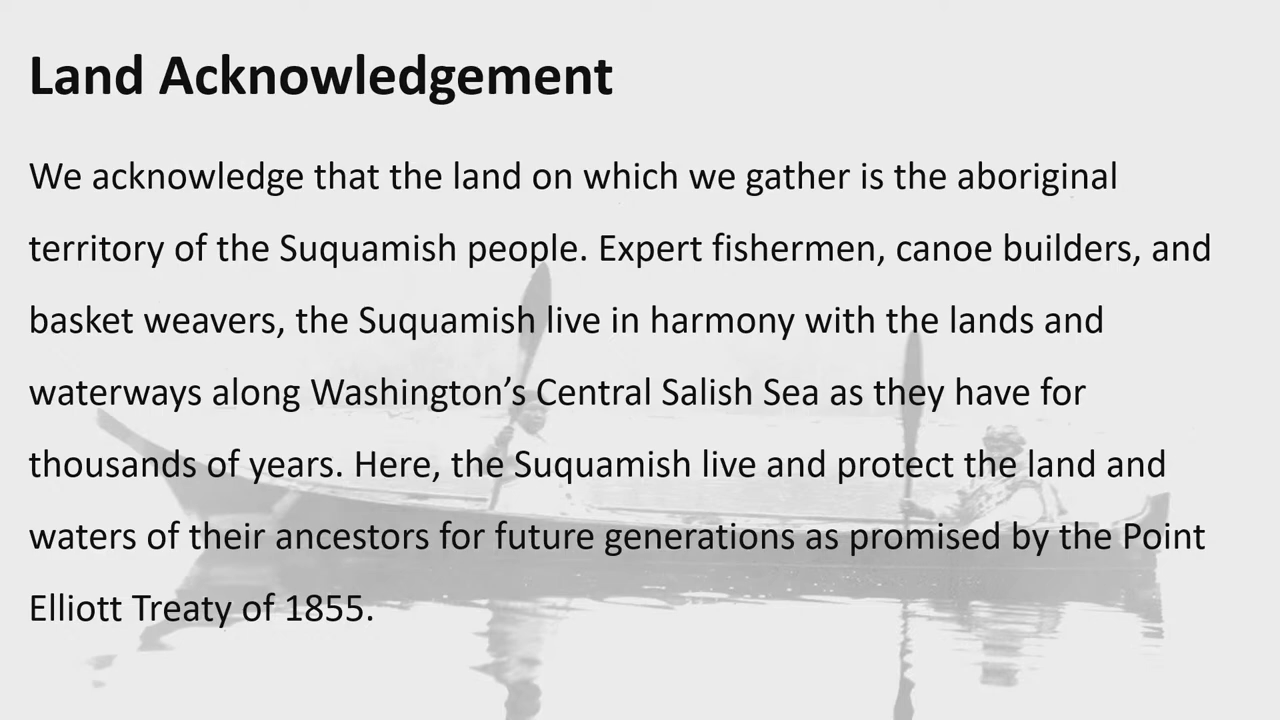 Land Acknowledgement
We acknowledge that the land on which we gather is the aboriginal
territory of the Suquamish people. Expert fishermen, canoe builders, and
basket weavers, the Suquamish live in harmony with the lands and
waterways along Washington’s Central Salish Sea as they have for
thousands of years. Here, the Suquamish live and protect the land and
waters of their ancestors for future generations as promised by the Point
Elliott Treaty of 1855.